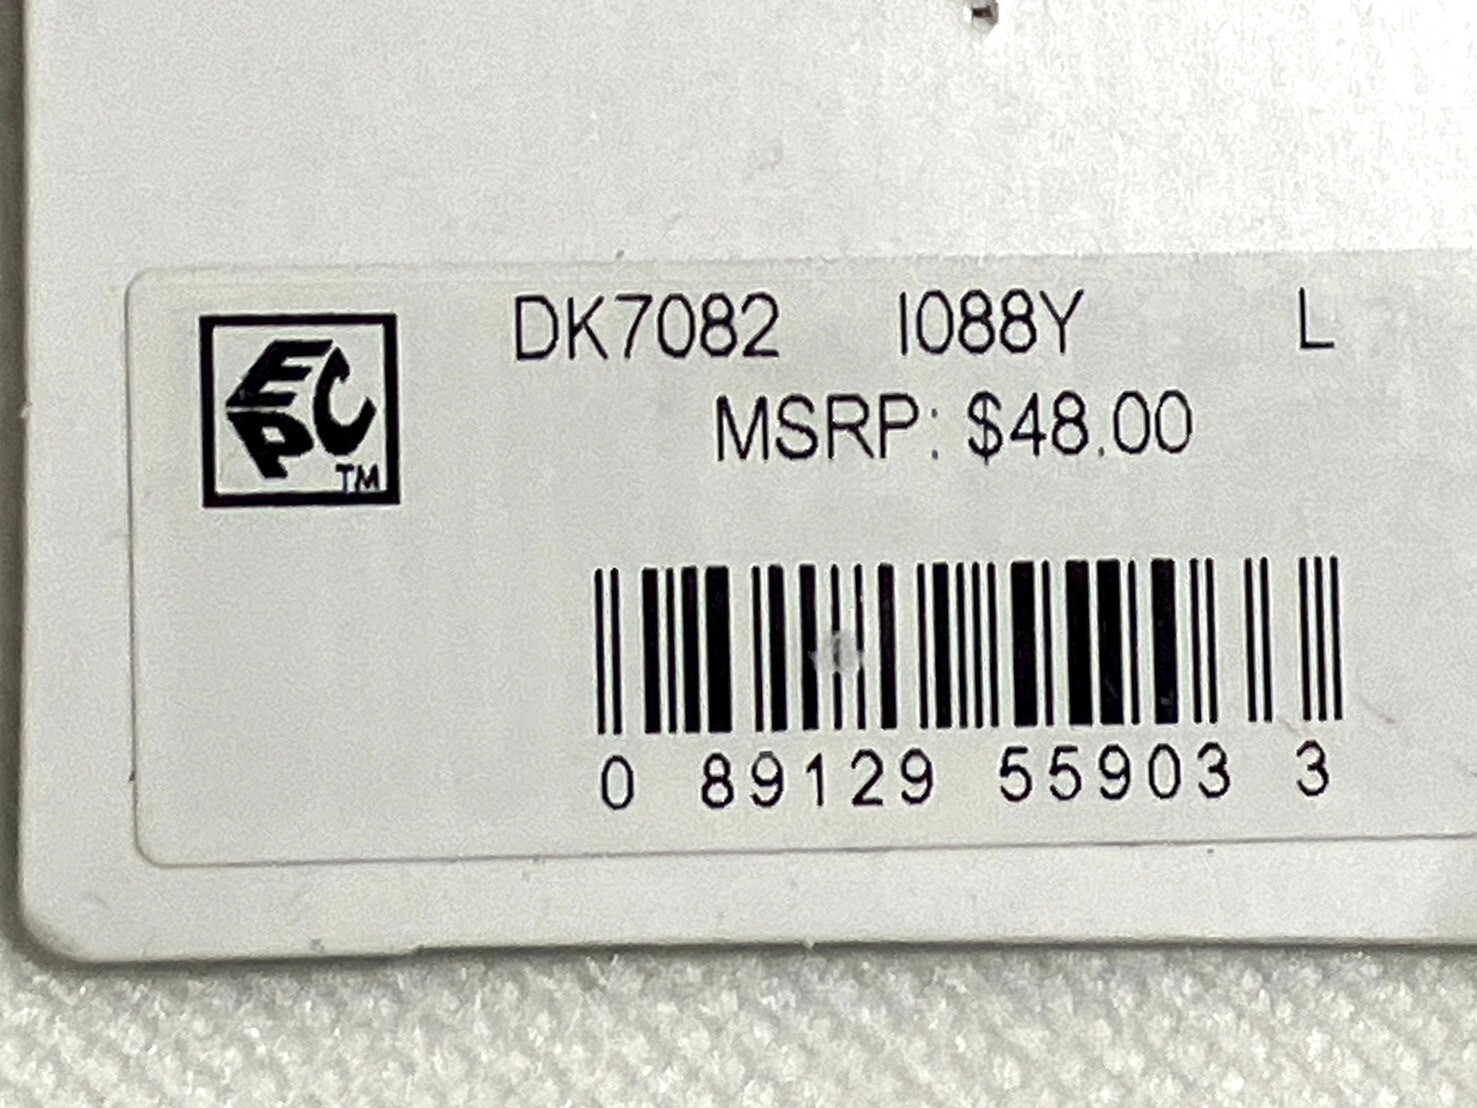 EPC TM
DK7082 I088Y L
MSRP: $48.00
0 89129 55903 3